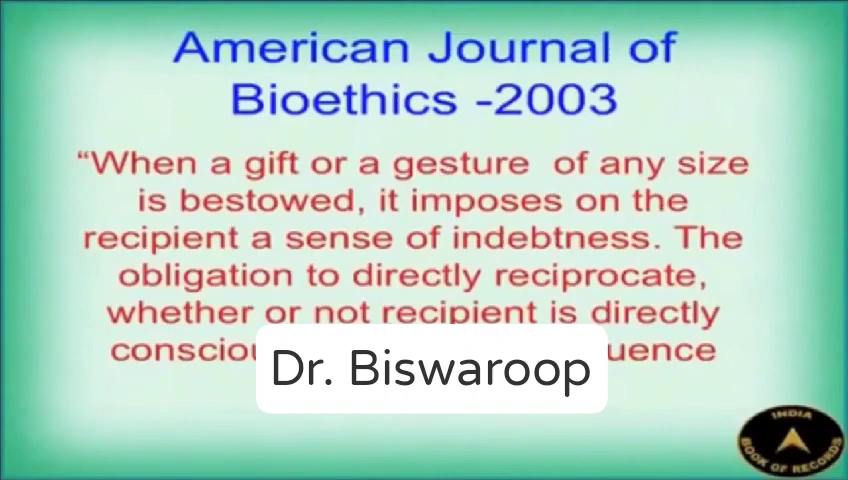 American Journal of
Bioethics -2003
“When a gift or a gesture of any size
is bestowed, it imposes on the
recipient a sense of indebtness. The
obligation to directly reciprocate,
whether or not recipient is directly
Dr. Biswaroop
INDIA
BOOK OF RECORDS